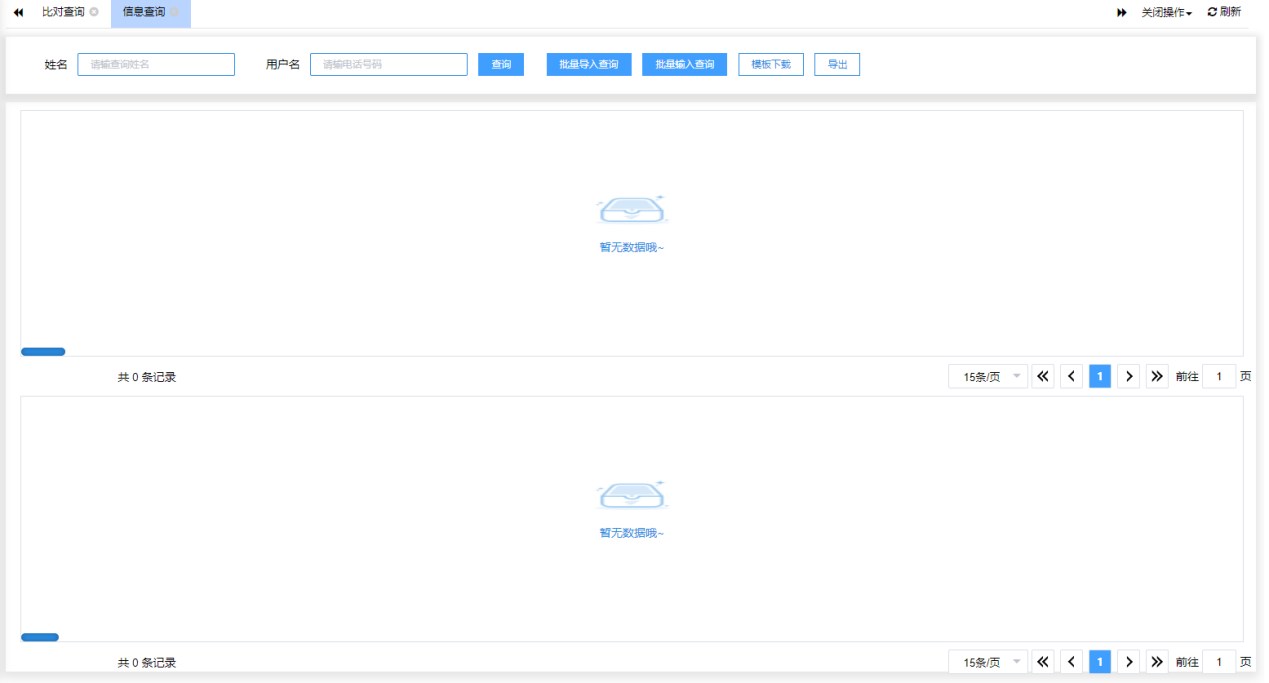 比对查询 信息查询 关闭操作 刷新
姓名 请输查询姓名 用户名 请输电话号码 查询 批量导入查询 批量输入查询 模板下载 导出
暂无数据哦~
共 0 条记录 15条/页 1 前往 1 页
暂无数据哦~
共 0 条记录 15条/页 1 前往 1 页